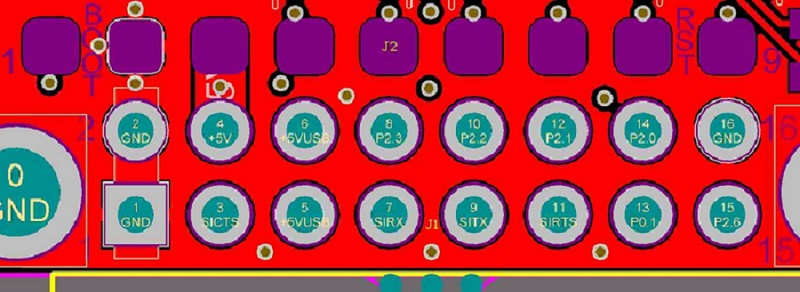 BOOT
RST
1
J2
9
2
2 GND
4 +5V
6 +5VUSB
8 P2.3
10 P2.2
12 P2.1
14 P2.0
16 GND
16
0 GND
1 GND
3 SICTS
5 +5VUSB
7 SIRX
J1
9 SITX
11 SIRTS
13 P0.1
15 P2.6
15